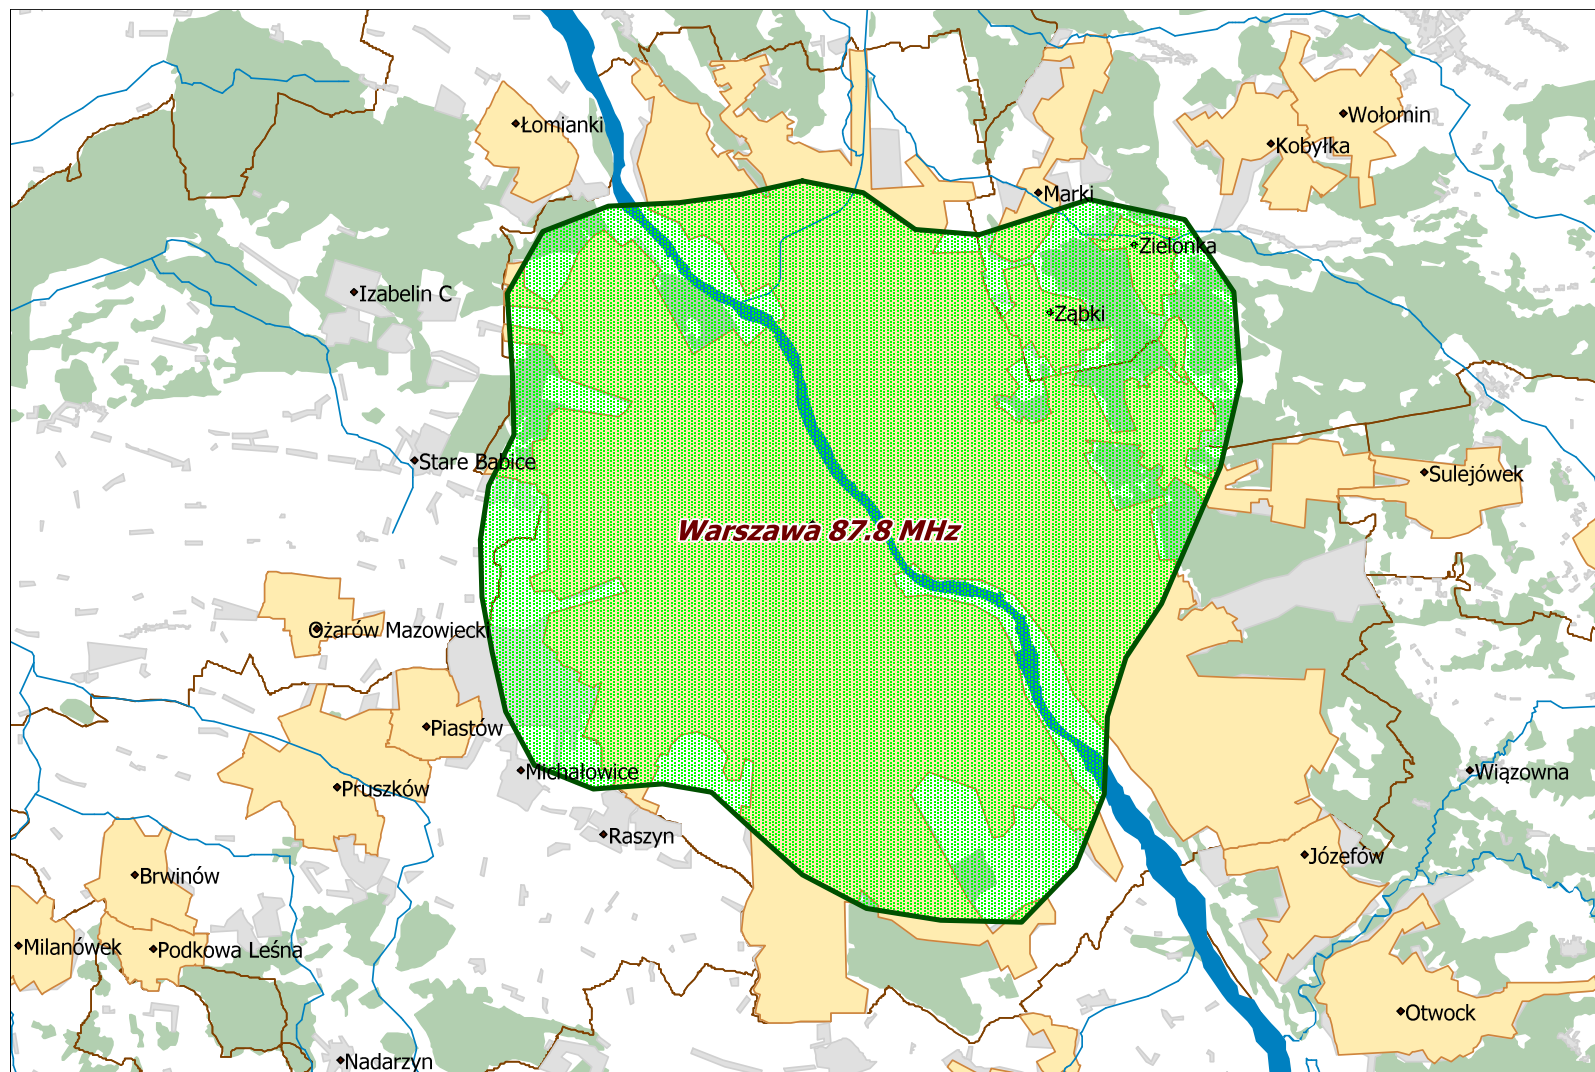 Wołomin
Łomianki
Kobyłka
Marki
Zielonka
Izabelin C
Ząbki
Stare Babice
Sulejówek
Warszawa 87.8 MHz
Ożarów Mazowiecki
Piastów
Michałowice
Wiązowna
Pruszków
Raszyn
Józefów
Brwinów
Milanówek
Podkowa Leśna
Otwock
Nadarzyn